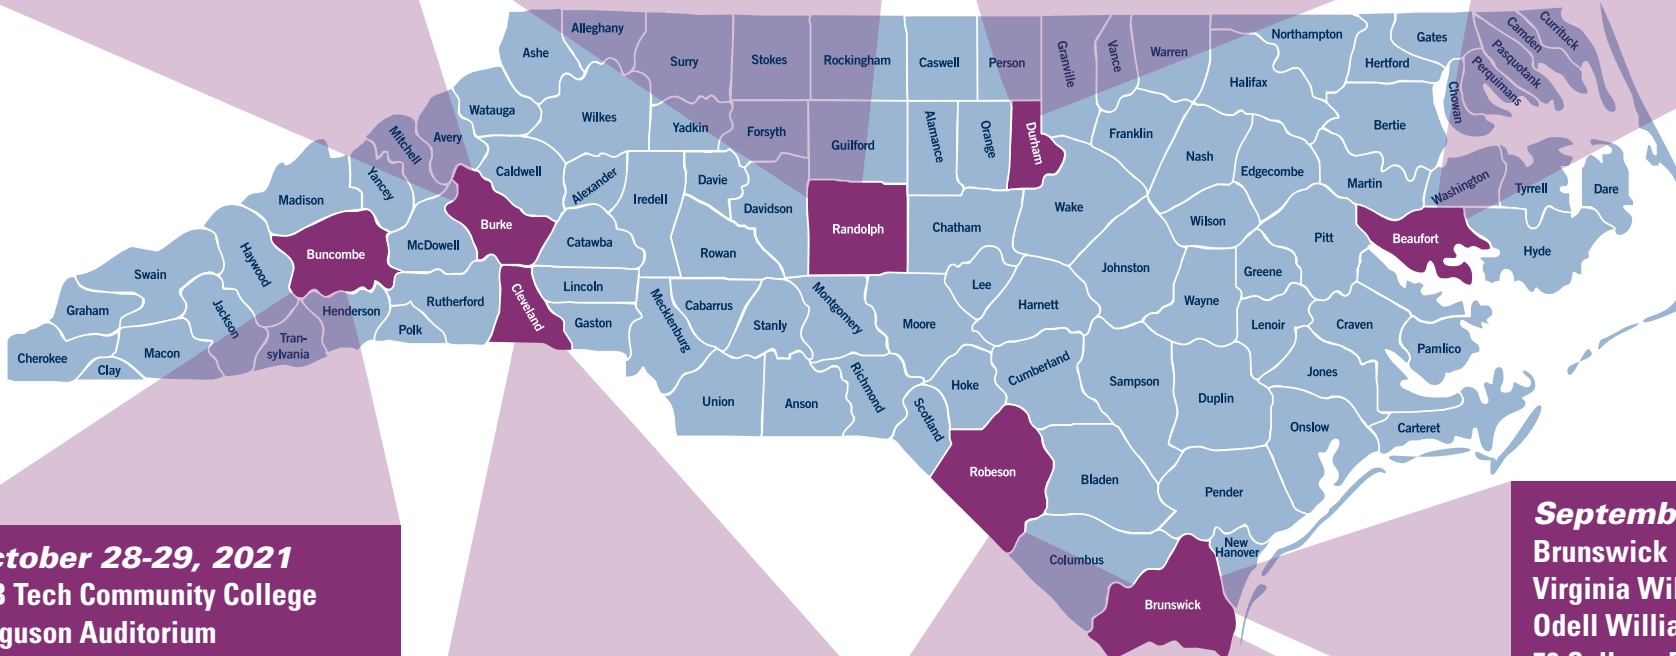 Alleghany
Ashe
Surry
Stokes
Rockingham
Caswell
Person
Granville
Vance
Warren
Northampton
Gates
Camden
Currituck
Pasquotank
Perquimans
Hertford
Halifax
Chowan
Watauga
Wilkes
Yadkin
Forsyth
Guilford
Alamance
Orange
Durham
Franklin
Nash
Edgecombe
Bertie
Martin
Washington
Tyrrell
Dare
Mitchell
Avery
Yancey
Madison
Caldwell
Alexander
Iredell
Davie
Davidson
Randolph
Chatham
Wake
Wilson
Pitt
Beaufort
Hyde
Buncombe
McDowell
Burke
Catawba
Rowan
Johnston
Greene
Swain
Haywood
Graham
Jackson
Henderson
Rutherford
Cleveland
Lincoln
Gaston
Mecklenburg
Cabarrus
Stanly
Montgomery
Moore
Lee
Harnett
Wayne
Lenoir
Craven
Pamlico
Cherokee
Clay
Macon
Tran-
sylvania
Polk
Union
Anson
Richmond
Scotland
Hoke
Cumberland
Sampson
Duplin
Jones
Onslow
Carteret
Robeson
Bladen
Pender
Columbus
New
Hanover
Brunswick
ctober 28-29, 2021
B Tech Community College
guson Auditorium
Septemb
Brunswick
Virginia Wil
Odell Willia